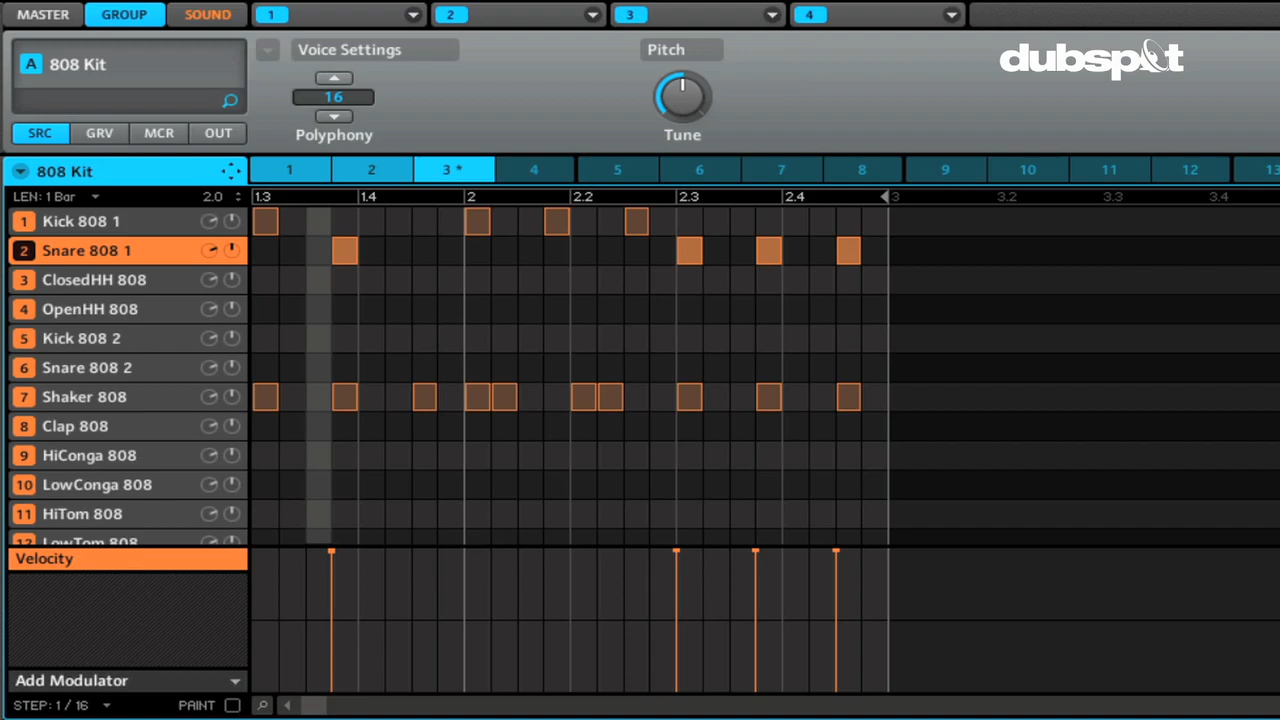 MASTER GROUP SOUND 1 2 3 4
A 808 Kit
Voice Settings Pitch
dubspot
16
SRC GRV MCR OUT
Polyphony Tune
808 Kit 1 2 3 * 4 5 6 7 8 9 10 11 12 13
LEN: 1 Bar 2.0 1.3 1.4 2 2.2 2.3 2.4 3 3.2 3.3 3.4
1 Kick 808 1
2 Snare 808 1
3 ClosedHH 808
4 OpenHH 808
5 Kick 808 2
6 Snare 808 2
7 Shaker 808
8 Clap 808
9 HiConga 808
10 LowConga 808
11 HiTom 808
12 LowTom 808
Velocity
Add Modulator
STEP: 1 / 16 PAINT